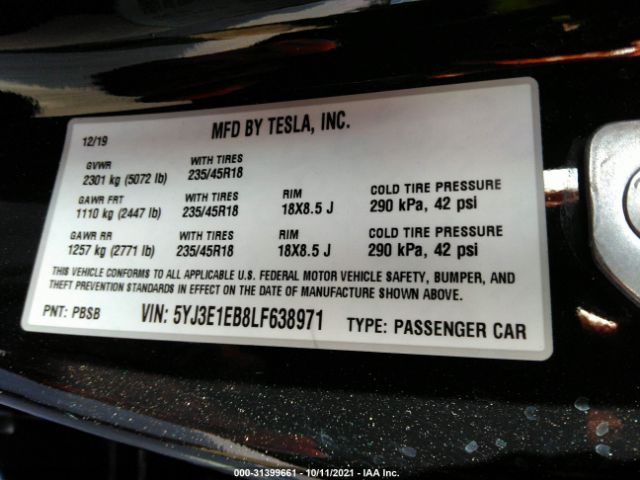 MFD BY TESLA, INC.
12/19
GVWR WITH TIRES
2301 kg (5072 lb) 235/45R18
GAWR FRT WITH TIRES RIM COLD TIRE PRESSURE
1110 kg (2447 lb) 235/45R18 18X8.5 J 290 kPa, 42 psi
GAWR RR WITH TIRES RIM COLD TIRE PRESSURE
1257 kg (2771 lb) 235/45R18 18X8.5 J 290 kPa, 42 psi
THIS VEHICLE CONFORMS TO ALL APPLICABLE U.S. FEDERAL MOTOR VEHICLE SAFETY, BUMPER, AND
THEFT PREVENTION STANDARDS IN EFFECT ON THE DATE OF MANUFACTURE SHOWN ABOVE.
PNT: PBSB VIN: 5YJ3E1EB8LF638971 TYPE: PASSENGER CAR
000-31399661 - 10/11/2021 - IAA Inc.